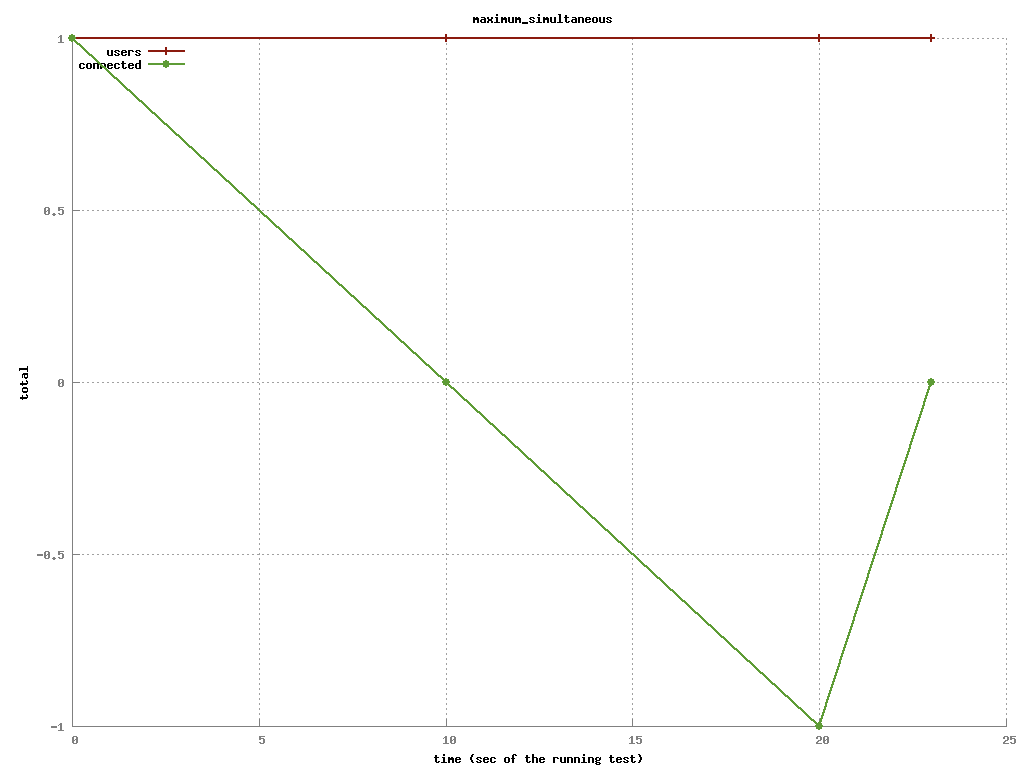 maximum_simultaneous
1
users
connected
0.5
total
0
-0.5
-1
0 5 10 15 20 25
time (sec of the running test)